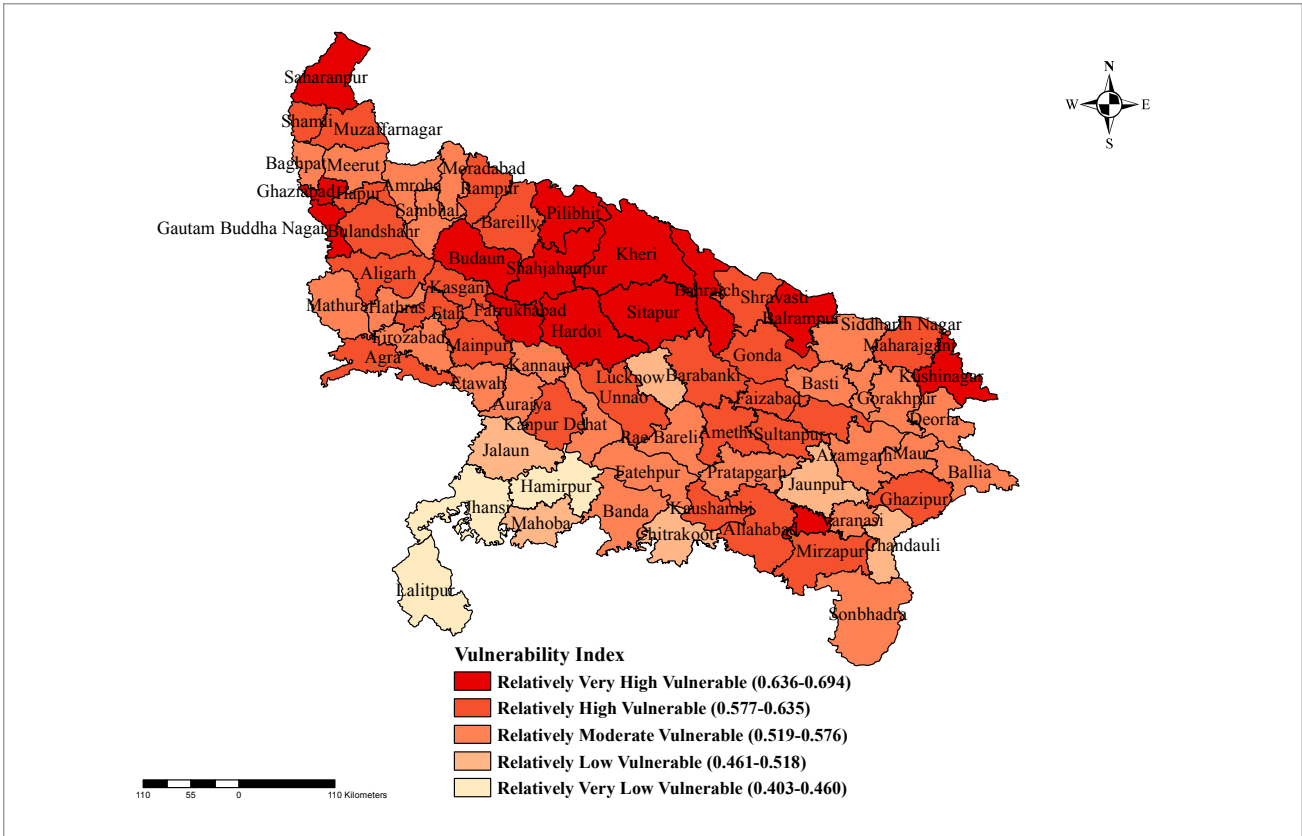 N
W E
S
Saharanpur
Shamli
Muzaffarnagar
Baghpat
Meerut
Moradabad
Amroha
Rampur
Ghaziabad
Hapur
Sambhal
Pilibhit
Bareilly
Gautam Buddha Nagar
Bulandshahr
Kheri
Budaun
Shahjahanpur
Aligarh
Kasganj
Bahraich
Shravasti
Mathura
Hathras
Etah
Farrukhabad
Sitapur
Balrampur
Hardoi
Siddharth Nagar
Firozabad
Mainpuri
Maharajganj
Agra
Gonda
Kannauj
Lucknow
Barabanki
Kushinagar
Etawah
Basti
Unnao
Faizabad
Gorakhpur
Auraiya
Deoria
Kanpur Dehat
Rae Bareli
Amethi
Sultanpur
Jalaun
Azamgarh
Mau
Fatehpur
Pratapgarh
Ballia
Hamirpur
Jaunpur
Ghazipur
Jhansi
Mahoba
Banda
Kaushambi
Varanasi
Chitrakoot
Allahabad
Chandauli
Mirzapur
Lalitpur
Sonbhadra
Vulnerability Index
Relatively Very High Vulnerable (0.636-0.694)
Relatively High Vulnerable (0.577-0.635)
Relatively Moderate Vulnerable (0.519-0.576)
Relatively Low Vulnerable (0.461-0.518)
Relatively Very Low Vulnerable (0.403-0.460)
110 55 0 110 Kilometers